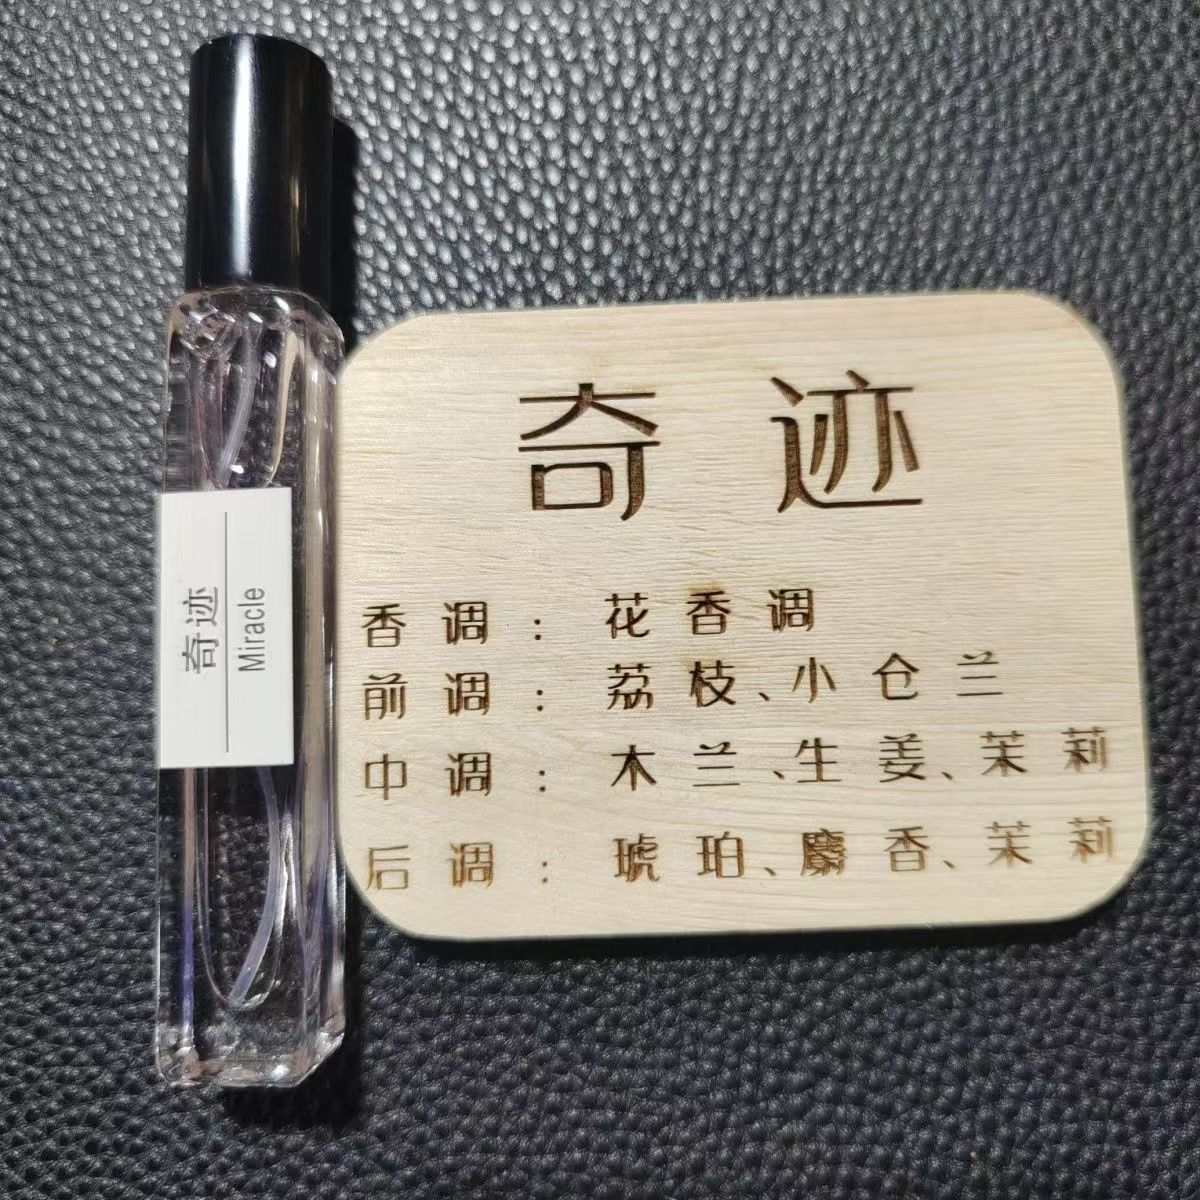 奇迹
Miracle
奇迹
香调：花香调
前调：荔枝、小仓兰
中调：木兰、生姜、茉莉
后调：琥珀、麝香、茉莉